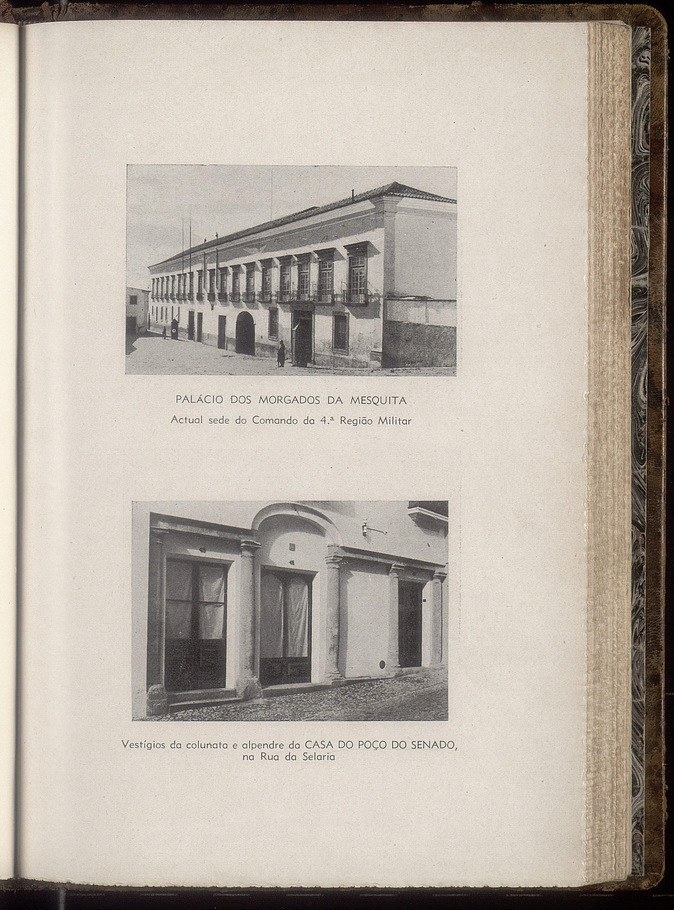 PALÁCIO DOS MORGADOS DA MESQUITA
Actual sede do Comando da 4.ª Região Militar
Vestígios da colunata e alpendre da CASA DO POÇO DO SENADO,
na Rua da Selaria